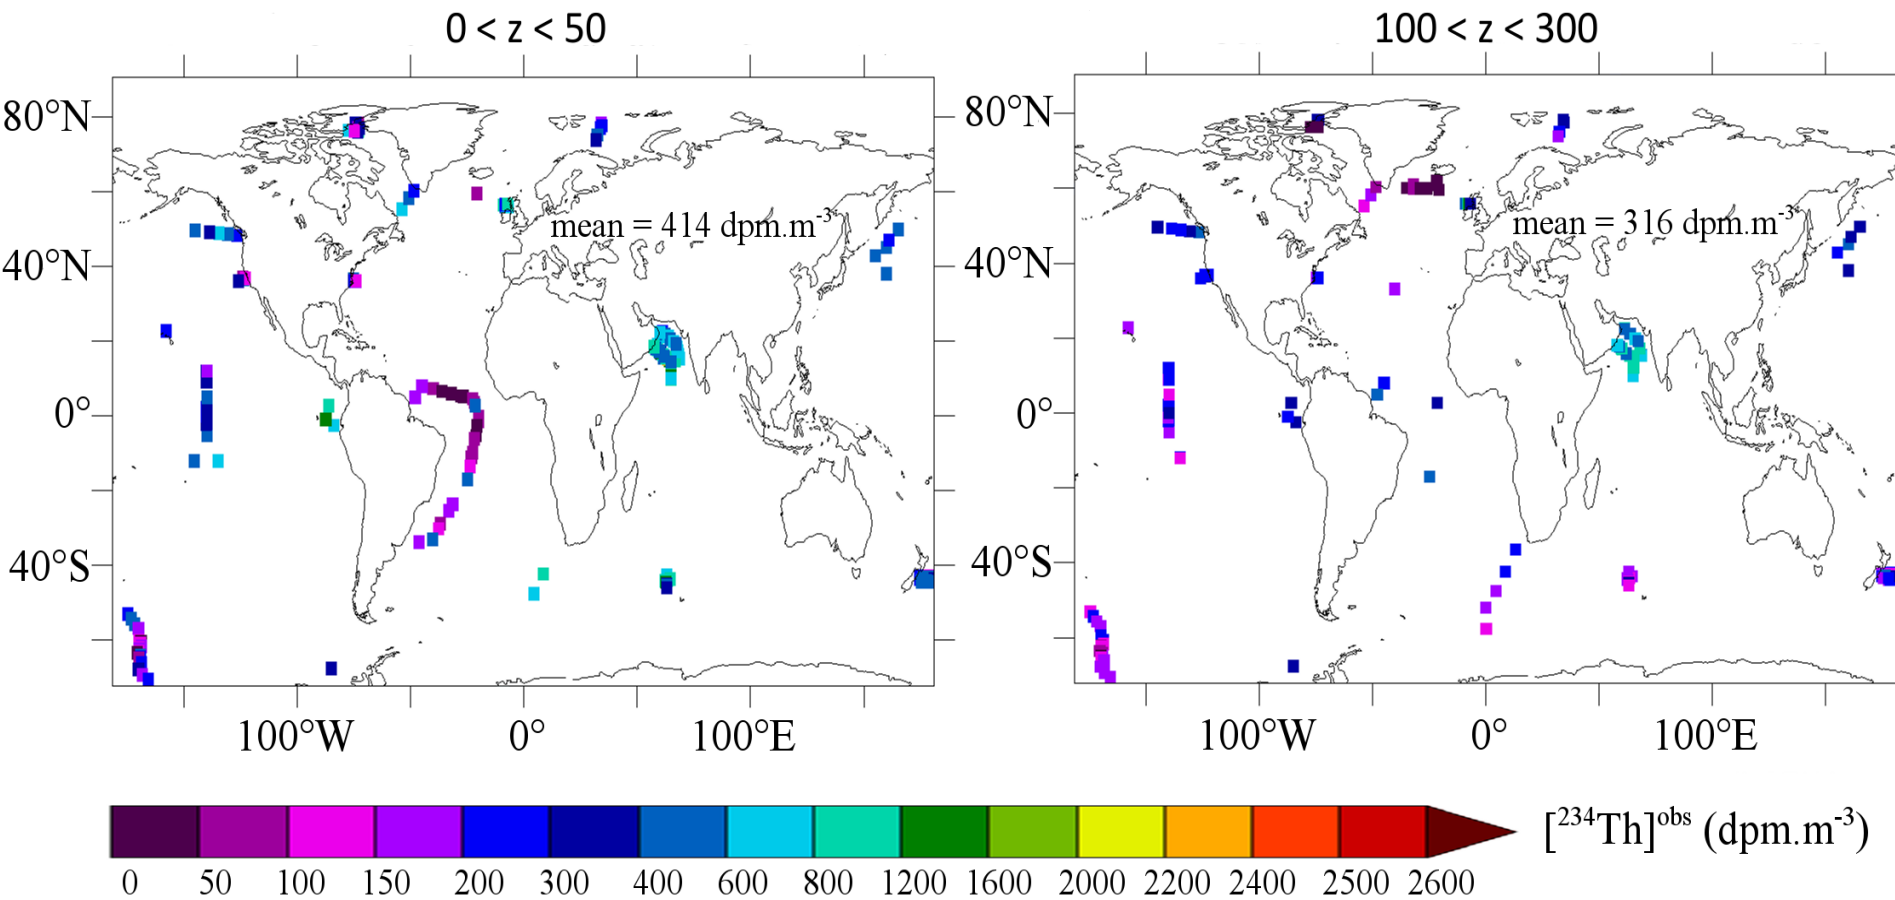 0 < z < 50
100 < z < 300
80°N
40°N
0°
40°S
mean = 414 dpm.m-3
100°W 0° 100°E
80°N
40°N
0°
40°S
mean = 316 dpm.m-3
100°W 0° 100°E
0 50 100 150 200 300 400 600 800 1200 1600 2000 2200 2400 2500 2600
[234Th]obs (dpm.m-3)